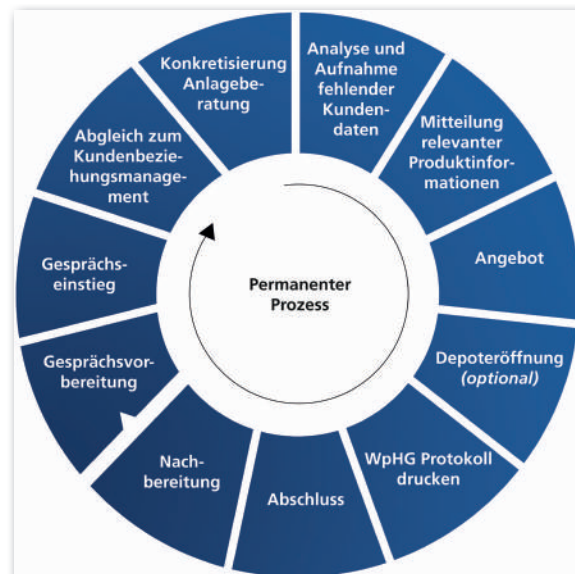 Konkretisierung
Anlagebe-
ratung
Analyse und
Aufnahme
fehlender
Kunden-
daten
Mitteilung
relevanter
Produktinfor-
mationen
Angebot
Depoteröffnung
(optional)
WpHG Protokoll
drucken
Abschluss
Nach-
bereitung
Gesprächsvor-
bereitung
Gesprächs-
einstieg
Abgleich zum
Kundenbezie-
hungsmanage-
ment
Permanenter
Prozess